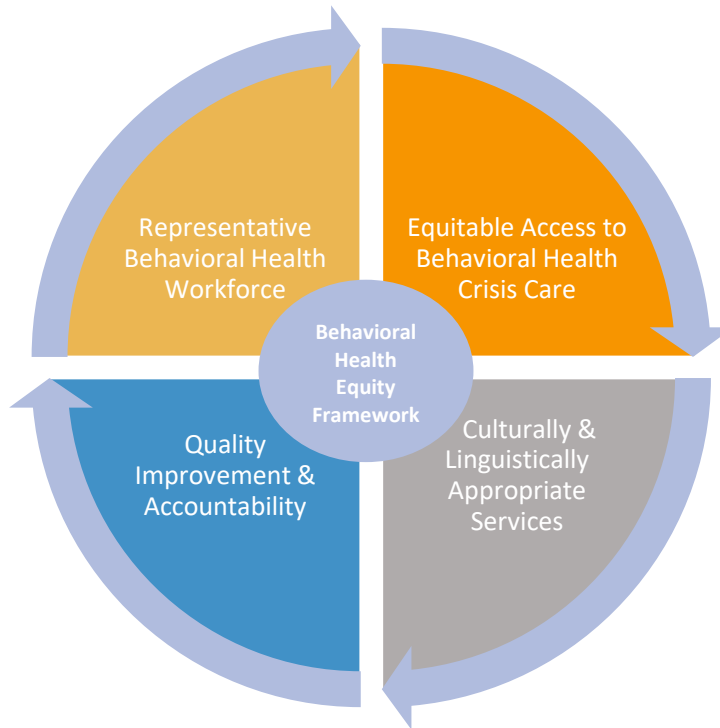 Representative
Behavioral Health
Workforce
Equitable Access to
Behavioral Health
Crisis Care
Behavioral
Health
Equity
Framework
Quality
Improvement &
Accountability
Culturally &
Linguistically
Appropriate
Services